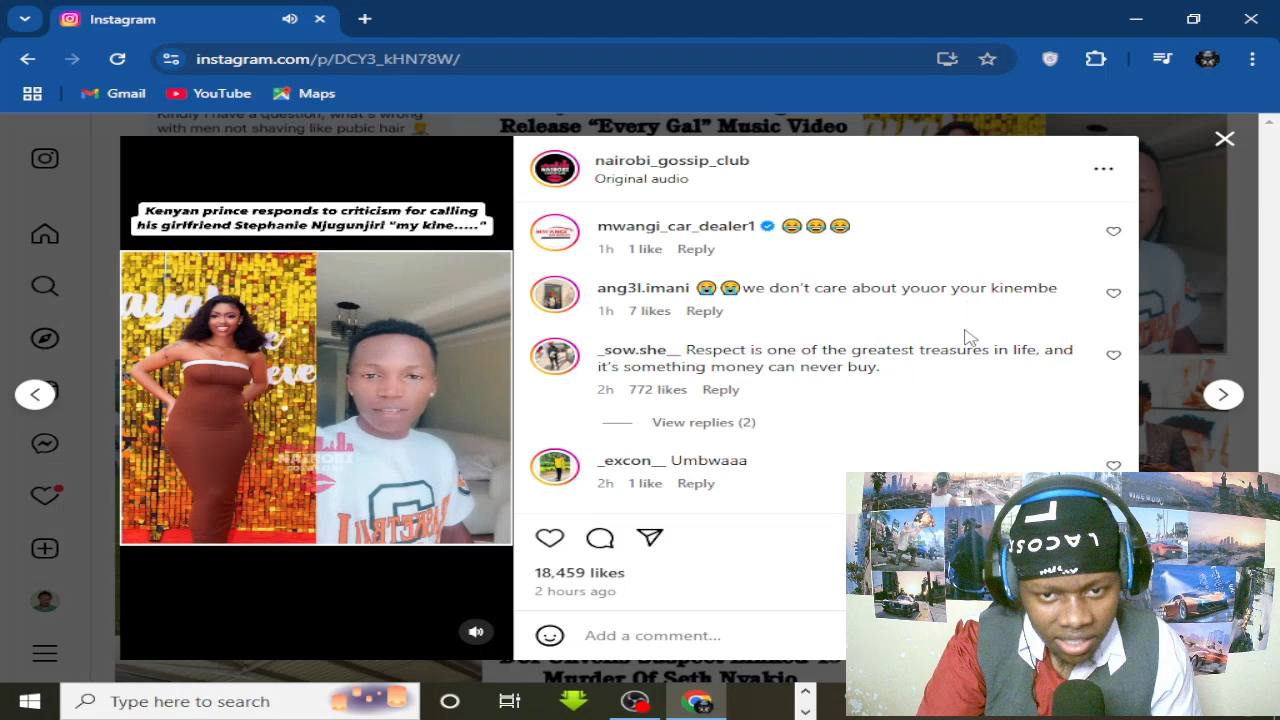 Instagram
instagram.com/p/DCY3_kHN78W/
Gmail
YouTube
Maps
Kindly I have a question, what's wrong
with men not shaving like pubic hair
Release “Every Gal” Music Video
Kenyan prince responds to criticism for calling
his girlfriend Stephanie Njugunjiri "my kine....."
nairobi_gossip_club
Original audio
mwangi_car_dealer1 😂😂😂
1h 1 like Reply
ang3l.imani 😭😭we don’t care about youor your kinembe
1h 7 likes Reply
_sow.she__ Respect is one of the greatest treasures in life, and
it’s something money can never buy.
2h 772 likes Reply
View replies (2)
_excon__ Umbwaaa
2h 1 like Reply
NAIROBI
18,459 likes
2 hours ago
Add a comment...
Murder Of Seth Nyakio
LACOS
Type here to search